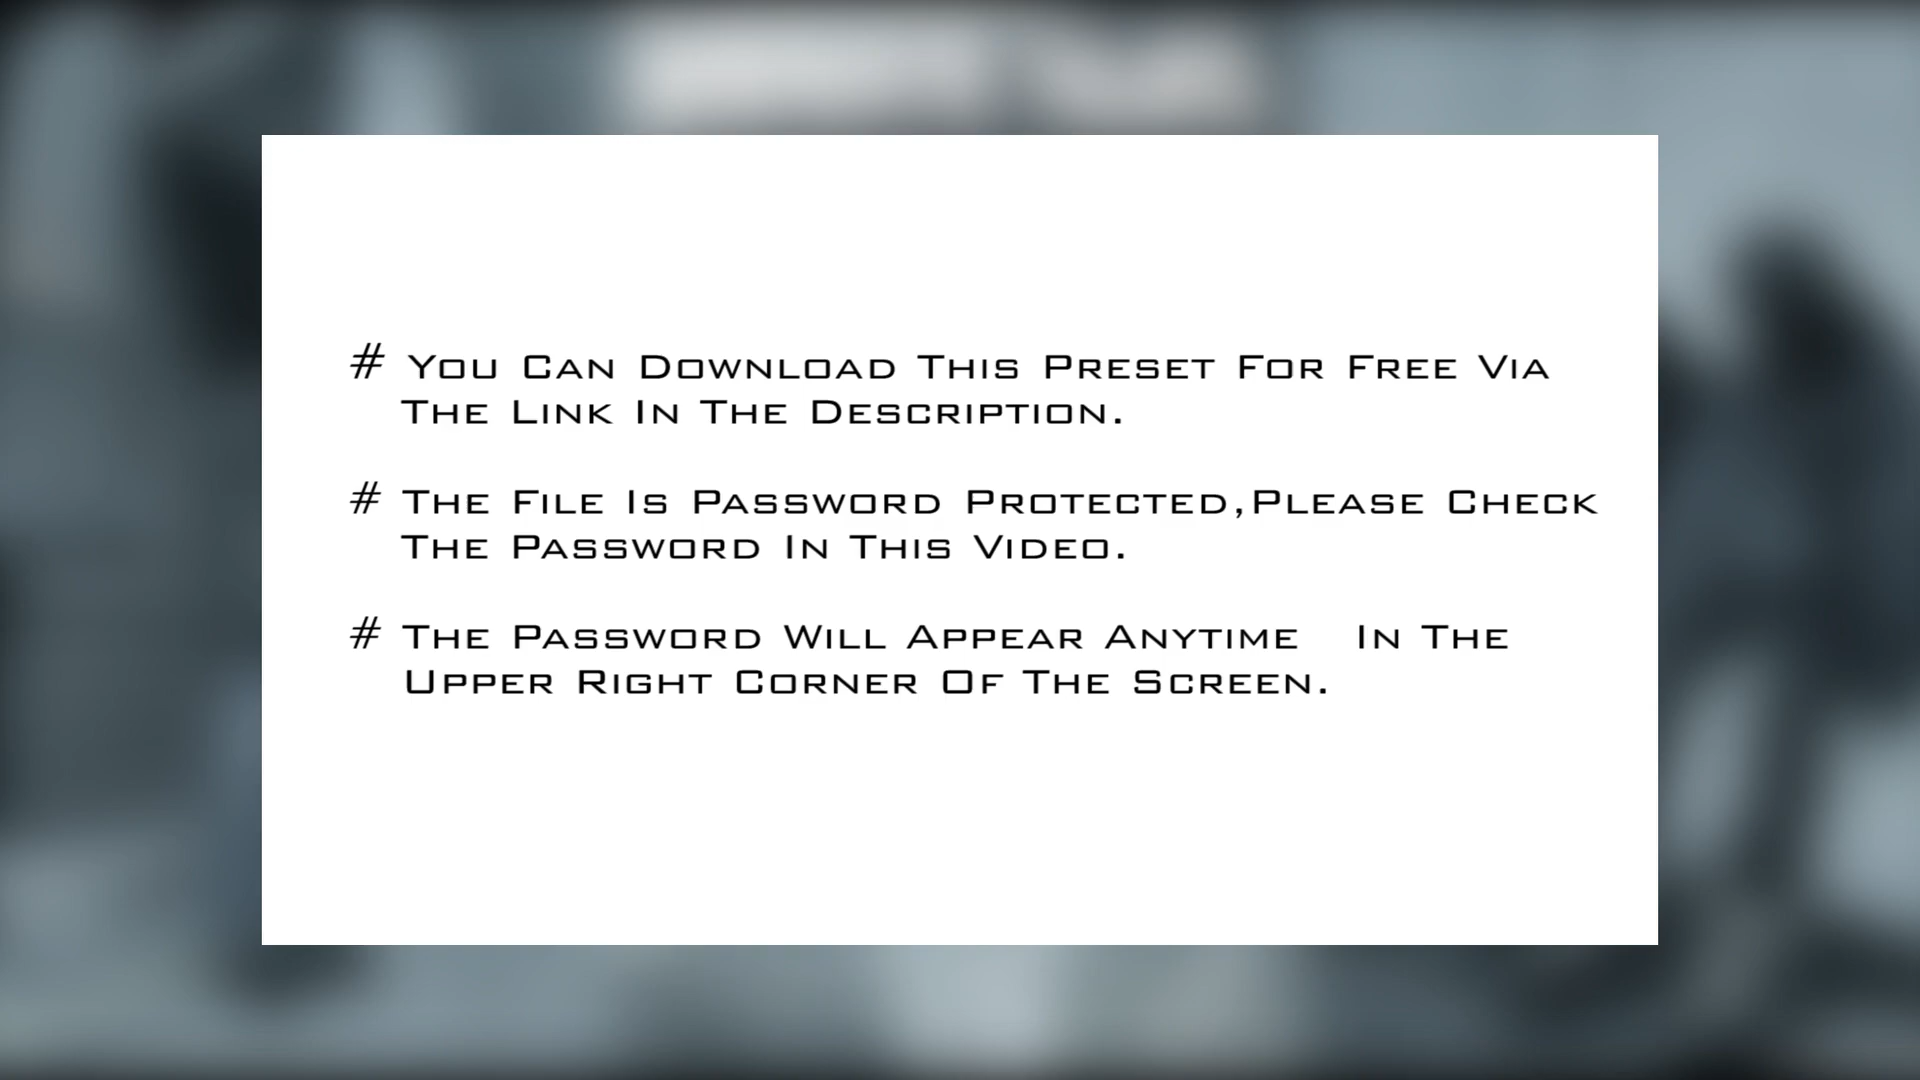 # You Can Download This Preset For Free Via
The Link In The Description.
# The File Is Password Protected,Please Check
The Password In This Video.
# The Password Will Appear Anytime In The
Upper Right Corner Of The Screen.